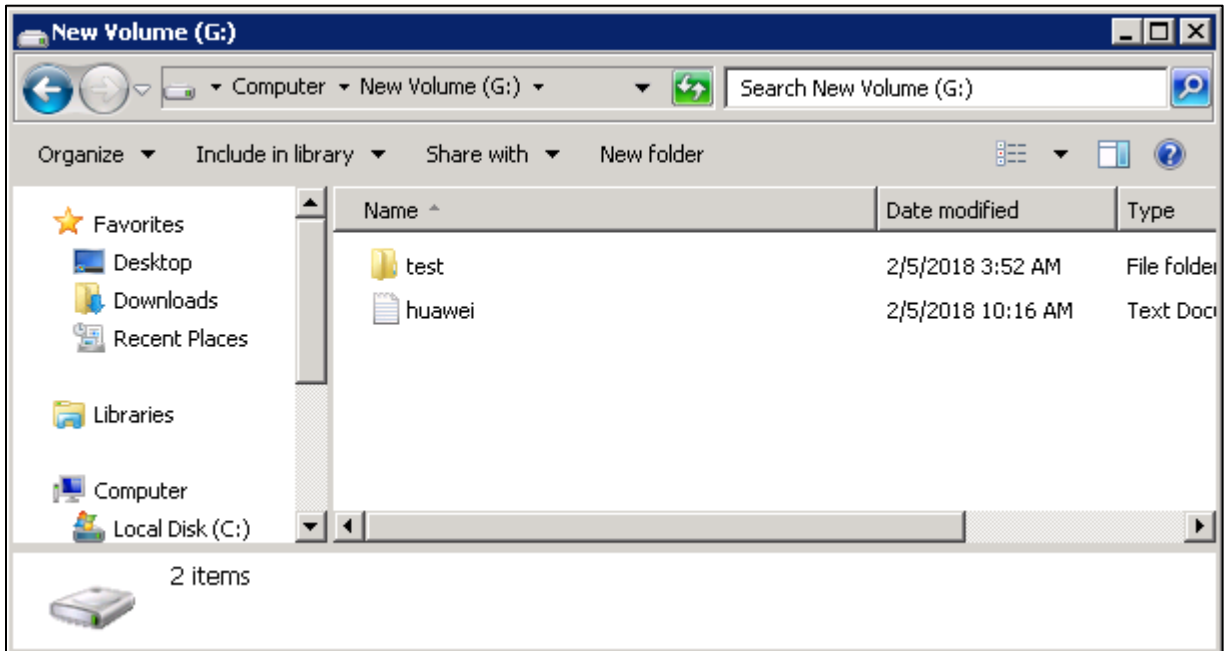 New Volume (G:)
Computer New Volume (G:) Search New Volume (G:)
Organize Include in library Share with New folder
Name Date modified Type
Favorites
Desktop test 2/5/2018 3:52 AM File folder
Downloads huawei 2/5/2018 10:16 AM Text Doc
Recent Places
Libraries
Computer
Local Disk (C:)
2 items